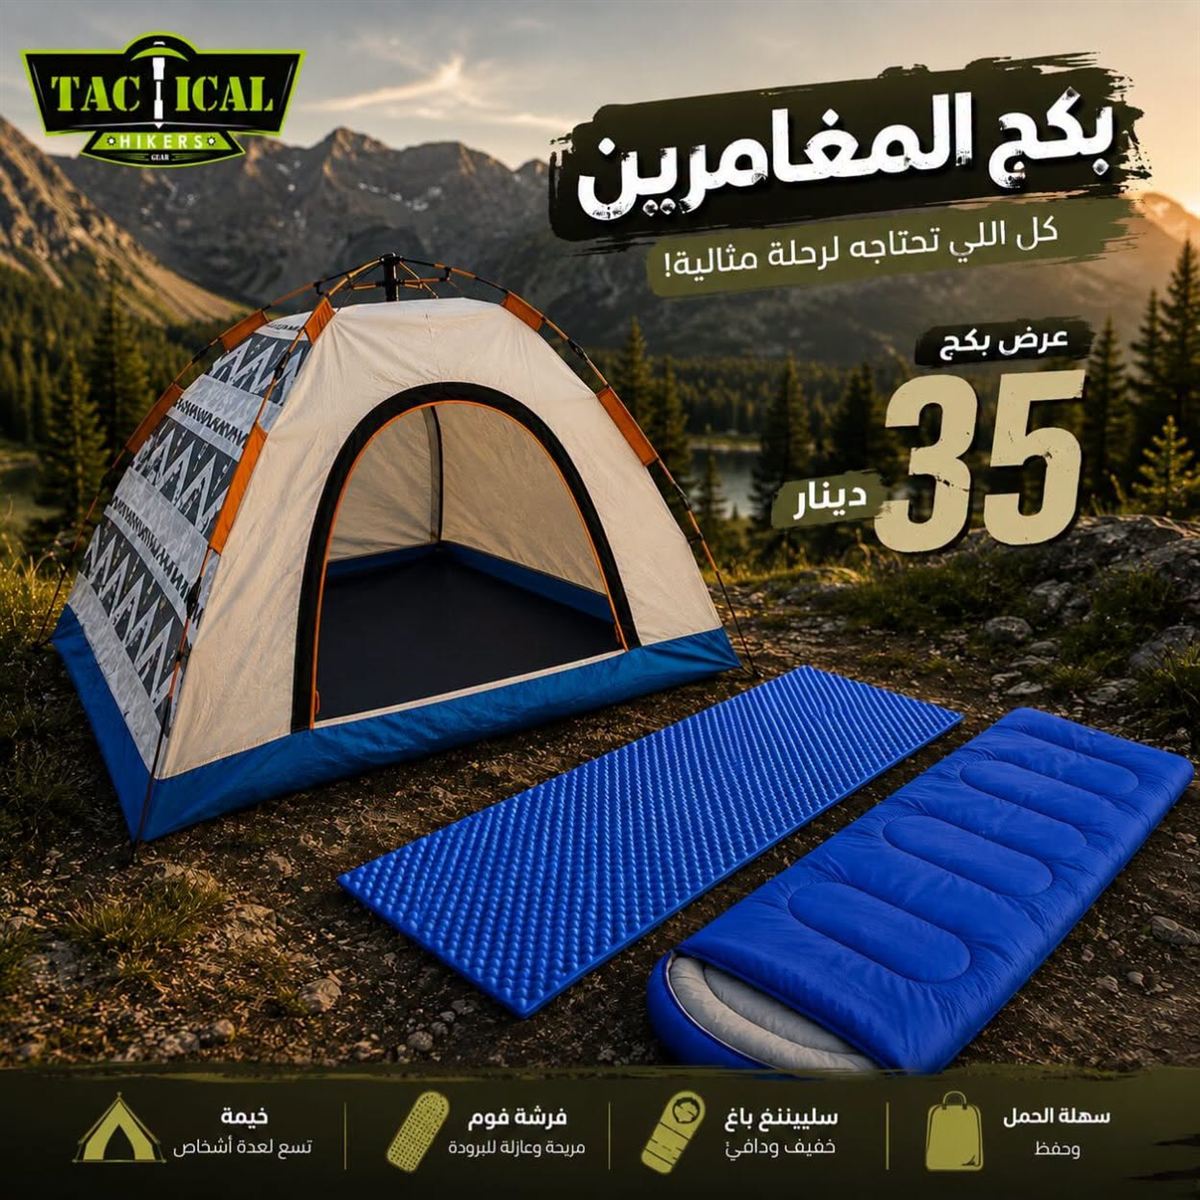 TACTICAL
HIKERS
GEAR
بكج المغامرين
كل اللي تحتاجه لرحلة مثالية!
عرض بكج
35
دينار
خيمة
تسع لعدة أشخاص
فرشة فوم
مريحة وعازلة للبرودة
سليبننغ باغ
خفيف ودافئ
سهلة الحمل
وحفظ